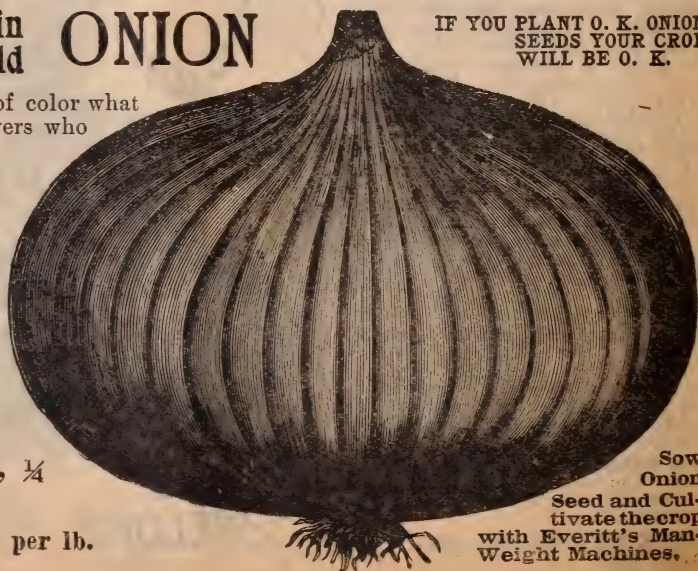 in
ld
ONION
of color what
ers who
, ¼
per lb.
IF YOU PLANT O. K. ONION
SEEDS YOUR CROP
WILL BE O. K.
Sow
Onion
Seed and Cul-
tivate the crop
with Everitt's Man-
Weight Machines.